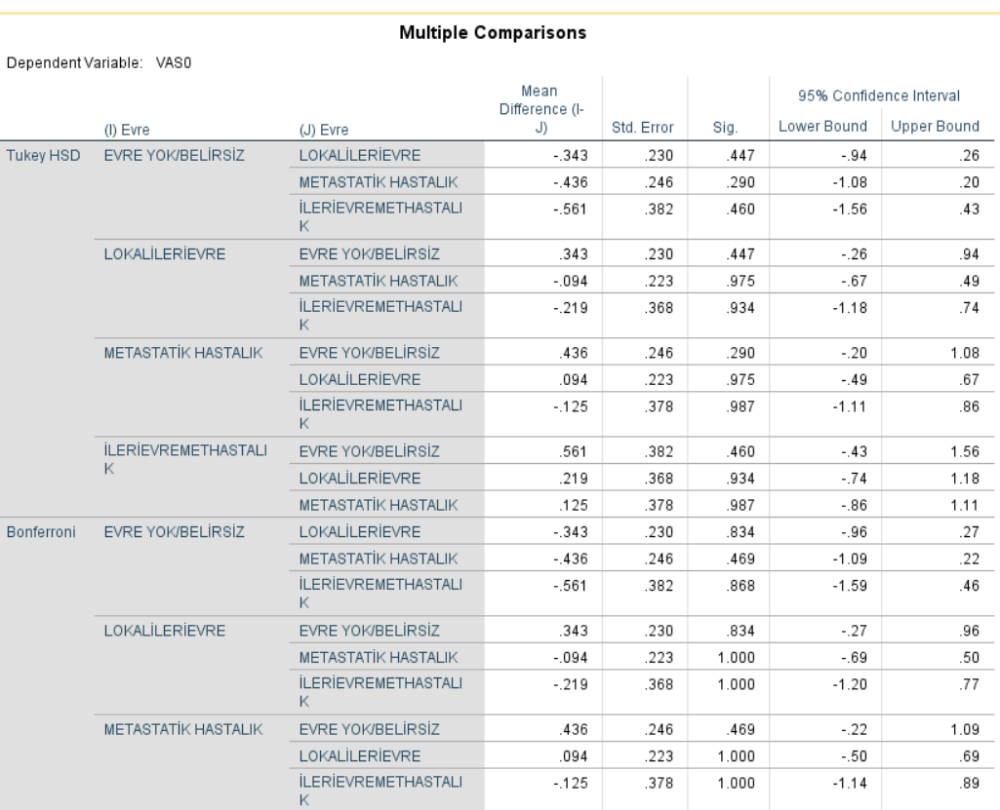 Multiple Comparisons
Dependent Variable: VAS0
Mean
Difference (I-
J)
Std. Error
Sig.
95% Confidence Interval
(I) Evre
(J) Evre
Lower Bound
Upper Bound
Tukey HSD EVRE YOK/BELİRSİZ LOKALİLERİEVRE -.343 .230 .447 -.94 .26
METASTATİK HASTALIK -.436 .246 .290 -1.08 .20
İLERİEVREMETHASTALI -.561 .382 .460 -1.56 .43
K
LOKALİLERİEVRE EVRE YOK/BELİRSİZ .343 .230 .447 -.26 .94
METASTATİK HASTALIK -.094 .223 .975 -.67 .49
İLERİEVREMETHASTALI -.219 .368 .934 -1.18 .74
K
METASTATİK HASTALIK EVRE YOK/BELİRSİZ .436 .246 .290 -.20 1.08
LOKALİLERİEVRE .094 .223 .975 -.49 .67
İLERİEVREMETHASTALI -.125 .378 .987 -1.11 .86
K
İLERİEVREMETHASTALI EVRE YOK/BELİRSİZ .561 .382 .460 -.43 1.56
K
LOKALİLERİEVRE .219 .368 .934 -.74 1.18
METASTATİK HASTALIK .125 .378 .987 -.86 1.11
Bonferroni EVRE YOK/BELİRSİZ LOKALİLERİEVRE -.343 .230 .834 -.96 .27
METASTATİK HASTALIK -.436 .246 .469 -1.09 .22
İLERİEVREMETHASTALI -.561 .382 .868 -1.59 .46
K
LOKALİLERİEVRE EVRE YOK/BELİRSİZ .343 .230 .834 -.27 .96
METASTATİK HASTALIK -.094 .223 1.000 -.69 .50
İLERİEVREMETHASTALI -.219 .368 1.000 -1.20 .77
K
METASTATİK HASTALIK EVRE YOK/BELİRSİZ .436 .246 .469 -.22 1.09
LOKALİLERİEVRE .094 .223 1.000 -.50 .69
İLERİEVREMETHASTALI -.125 .378 1.000 -1.14 .89
K